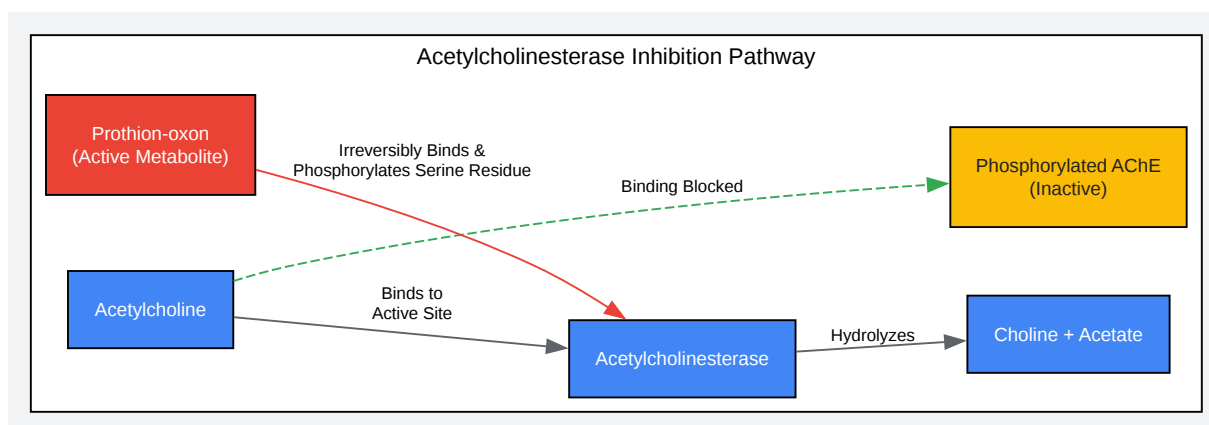 Acetylcholinesterase Inhibition Pathway
Prothion-oxon
(Active Metabolite)
Irreversibly Binds &
Phosphorylates Serine Residue
Binding Blocked
Phosphorylated AChE
(Inactive)
Acetylcholine
Binds to
Active Site
Acetylcholinesterase
Hydrolyzes
Choline + Acetate